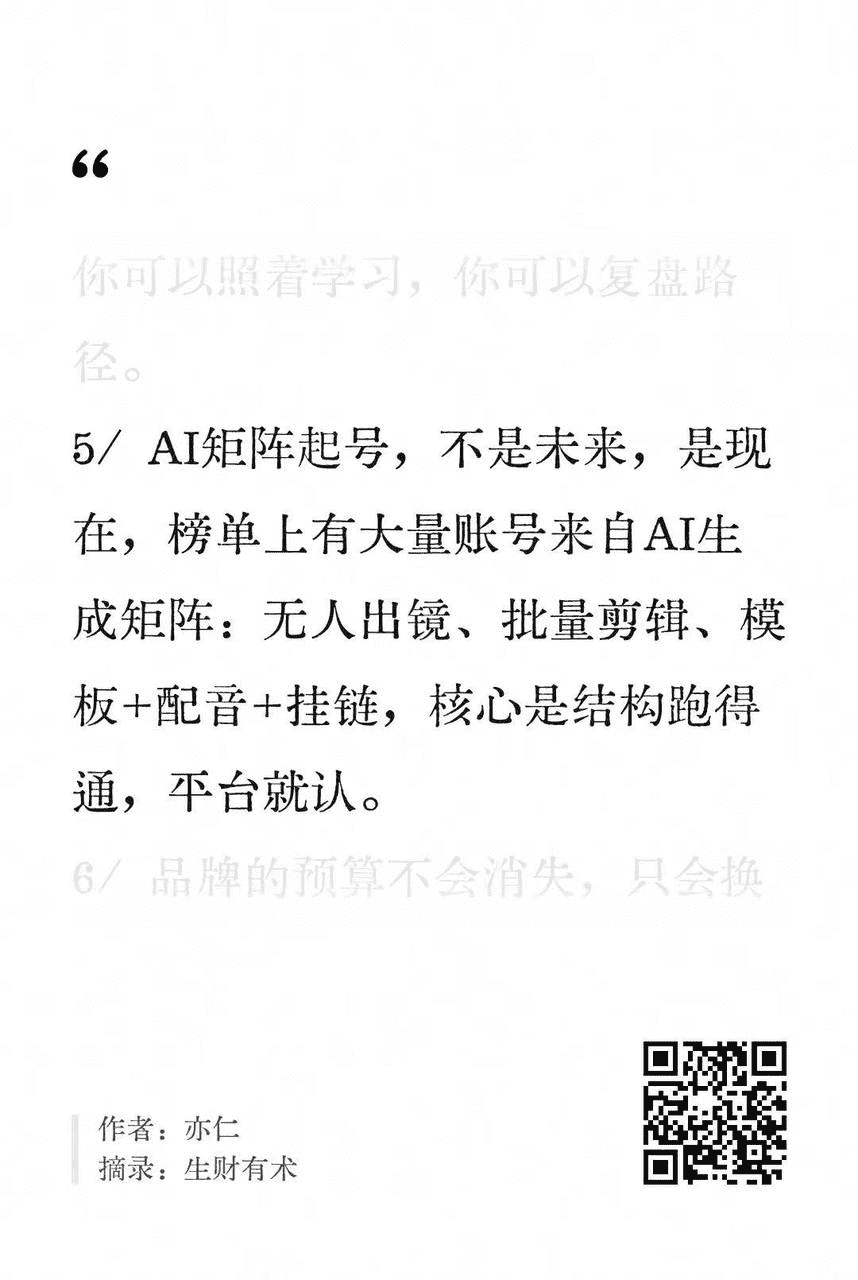 “
你可以照着学习，你可以复盘路
径。
5/ AI矩阵起号，不是未来，是现
在，榜单上有大量账号来自AI生
成矩阵：无人出镜、批量剪辑、模
板+配音+挂链，核心是结构跑得
通，平台就认。
6/ 品牌的预算不会消失，只会换
作者：亦仁
摘录：生财有术